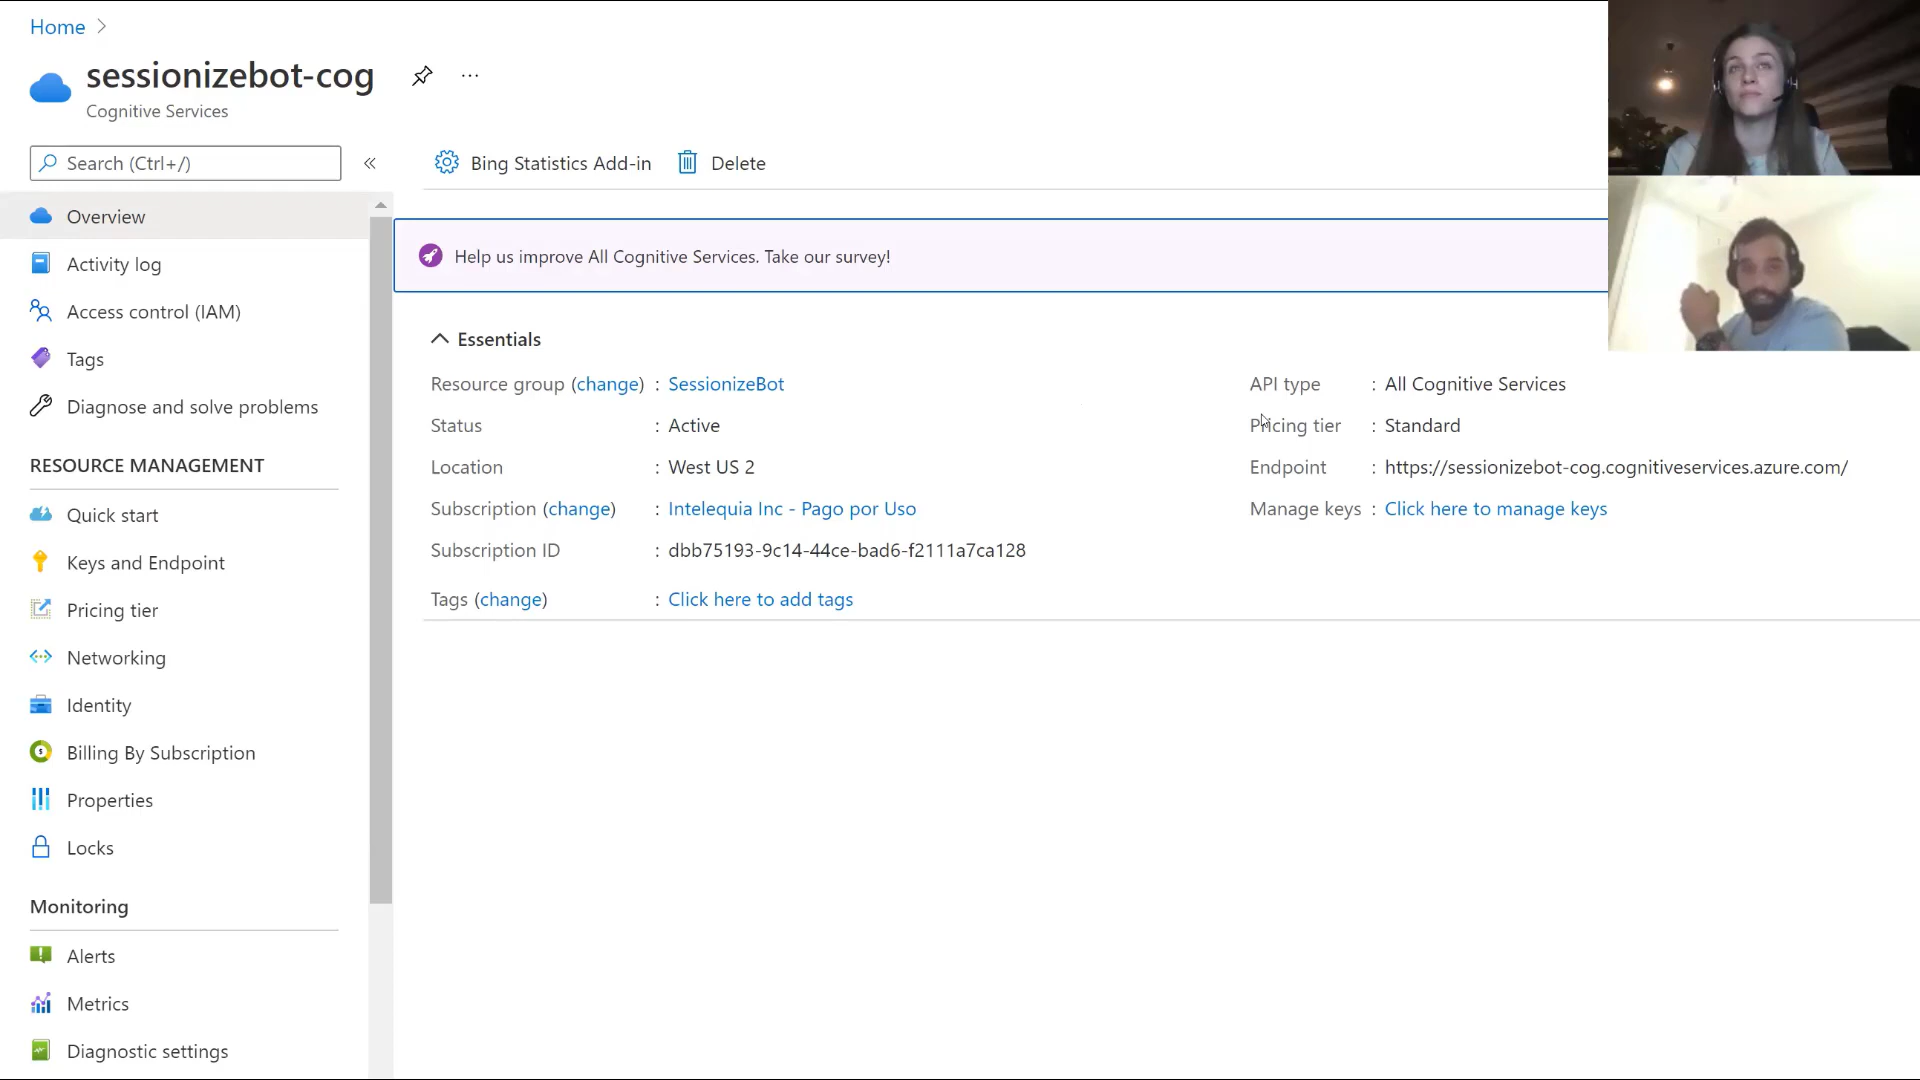 Home
sessionizebot-cog
...
Cognitive Services
Search (Ctrl+/)
«
Bing Statistics Add-in
Delete
Overview
Activity log
Access control (IAM)
Tags
Diagnose and solve problems
RESOURCE MANAGEMENT
Quick start
Keys and Endpoint
Pricing tier
Networking
Identity
Billing By Subscription
Properties
Locks
Monitoring
Alerts
Metrics
Diagnostic settings
Help us improve All Cognitive Services. Take our survey!
Essentials
Resource group (change) : SessionizeBot
Status : Active
Location : West US 2
Subscription (change) : Intelequia Inc - Pago por Uso
Subscription ID : dbb75193-9c14-44ce-bad6-f2111a7ca128
Tags (change) : Click here to add tags
API type : All Cognitive Services
Pricing tier : Standard
Endpoint : https://sessionizebot-cog.cognitiveservices.azure.com/
Manage keys : Click here to manage keys